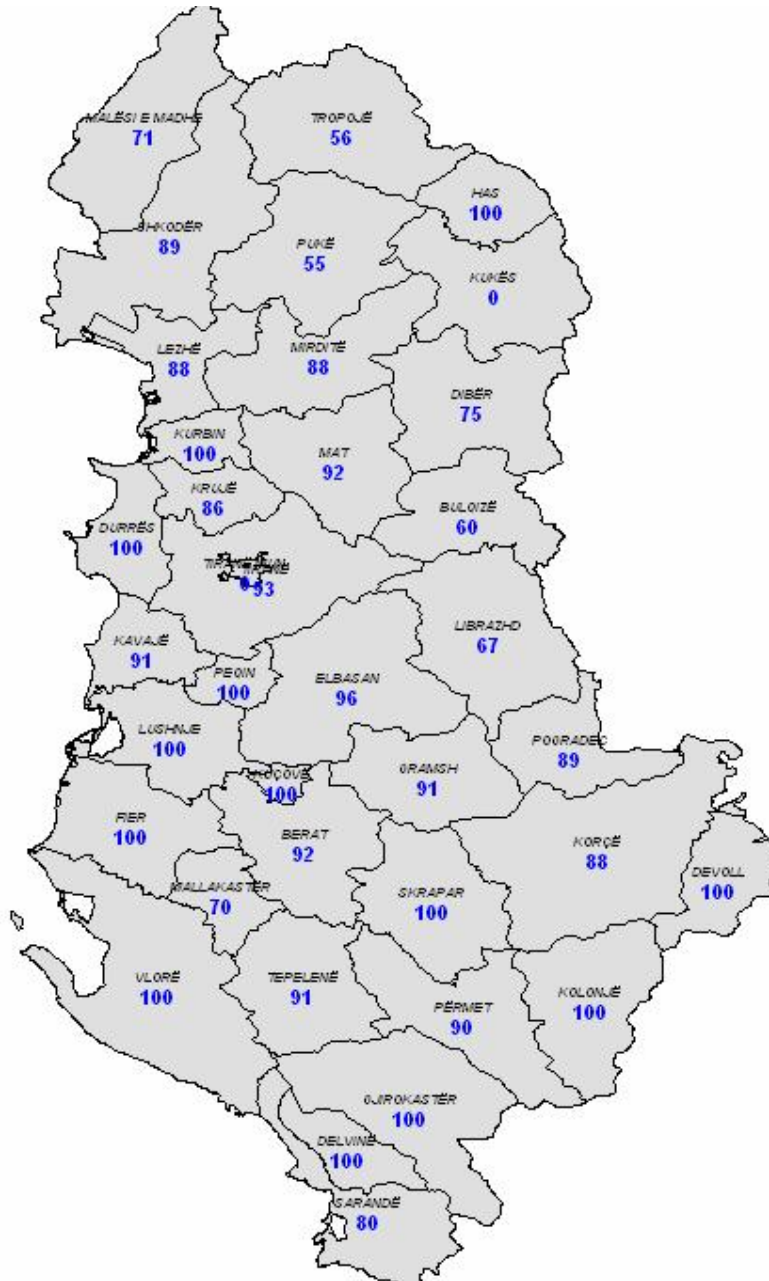 MALËSI E MADHE
71
TROPOJË
56
HAS
100
SHKODËR
89
PUKË
55
KUKËS
0
LEZHË
88
MIRDITË
88
DIBËR
75
KURBIN
100
MAT
92
KRUJË
86
BULQIZË
60
DURRËS
100
53
LIBRAZHD
67
KAVAJË
91
PEQIN
100
ELBASAN
96
LUSHNJE
100
POGRADEC
89
KUÇOVË
100
GRAMSH
91
FIER
100
BERAT
92
KORÇË
88
DEVOLL
100
MALLAKASTËR
70
SKRAPAR
100
VLORË
100
TEPELENË
91
PËRMET
90
KOLONJË
100
GJIROKASTËR
100
DELVINË
100
SARANDË
80